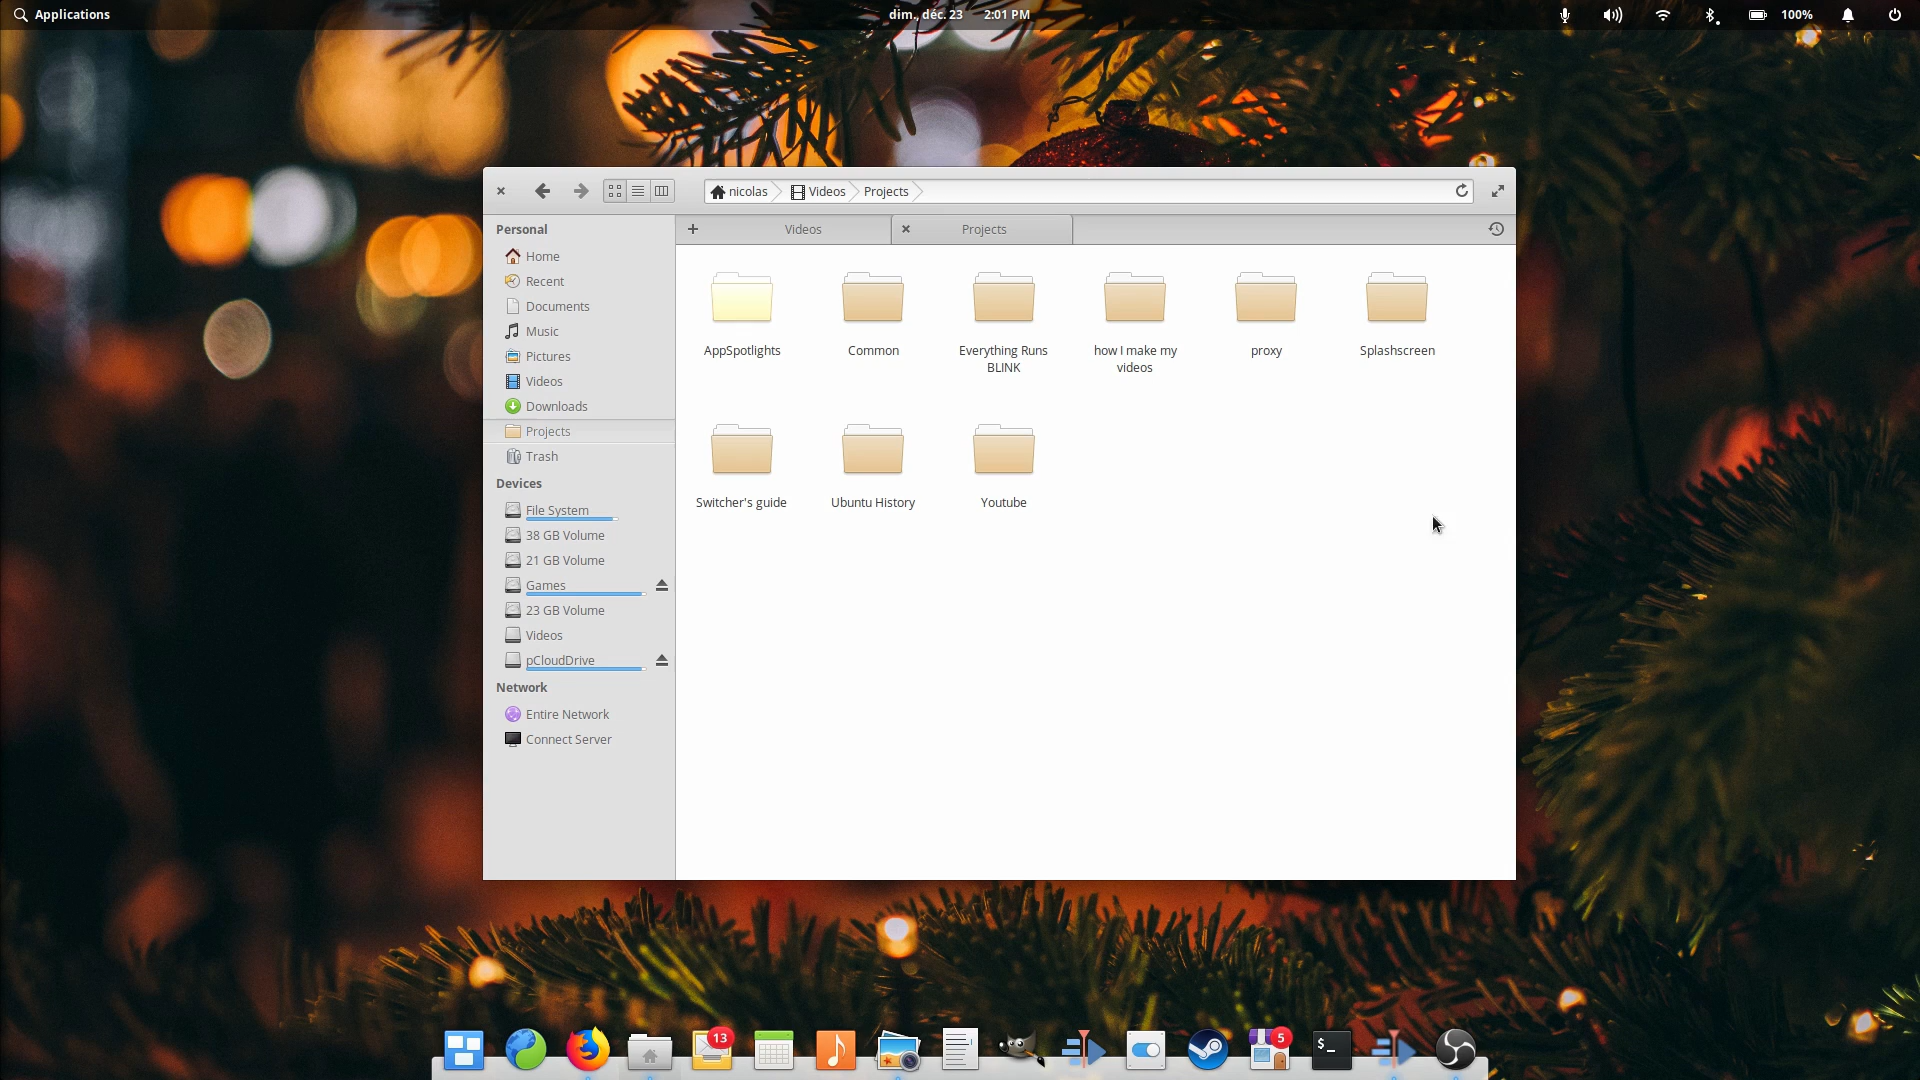 Applications
dim., déc. 23 2:01 PM
100%
nicolas Videos Projects
Videos
Projects
Personal
Home
Recent
Documents
Music
Pictures
Videos
Downloads
Projects
Trash
Devices
File System
38 GB Volume
21 GB Volume
Games
23 GB Volume
Videos
pCloudDrive
Network
Entire Network
Connect Server
AppSpotlights
Common
Everything Runs
BLINK
how I make my
videos
proxy
Splashscreen
Switcher's guide
Ubuntu History
Youtube
13
5
$_